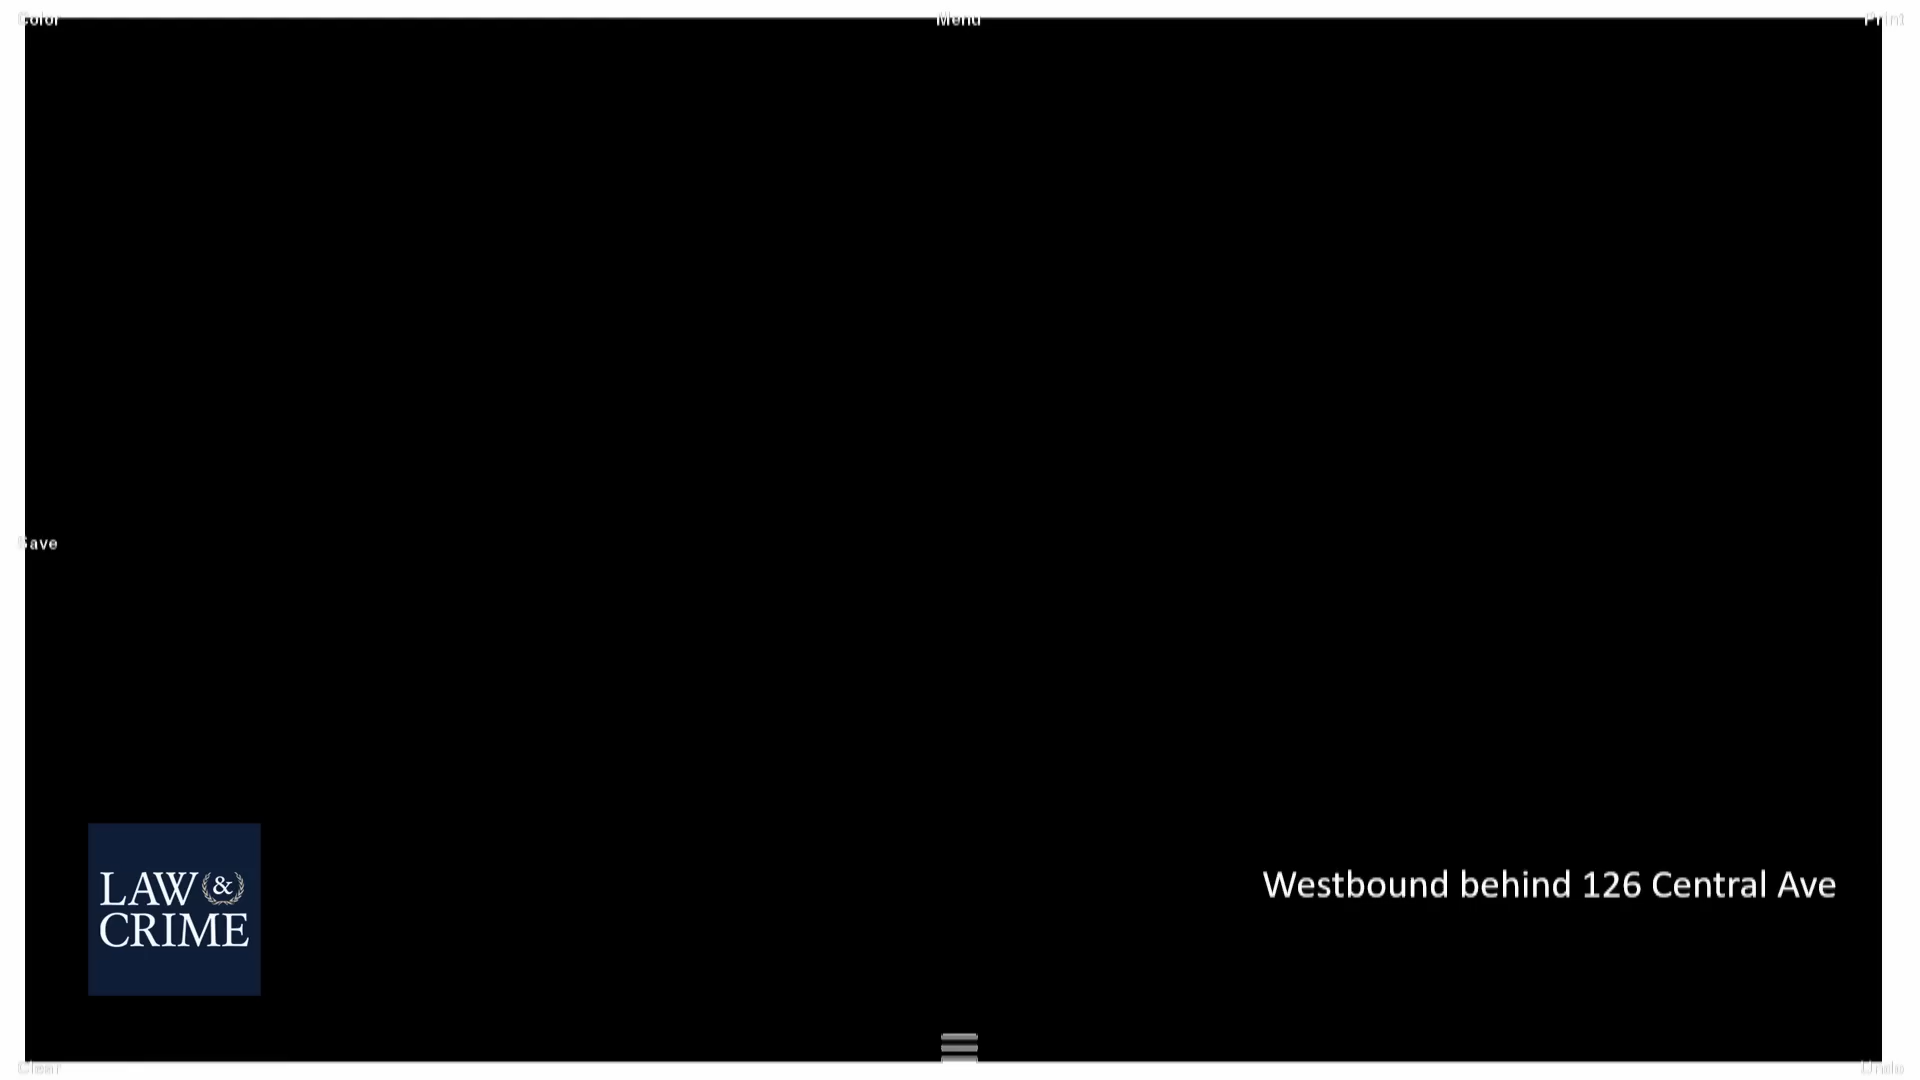 Color
Menu
Print
Save
LAW &
CRIME
Westbound behind 126 Central Ave
Clear
Undo